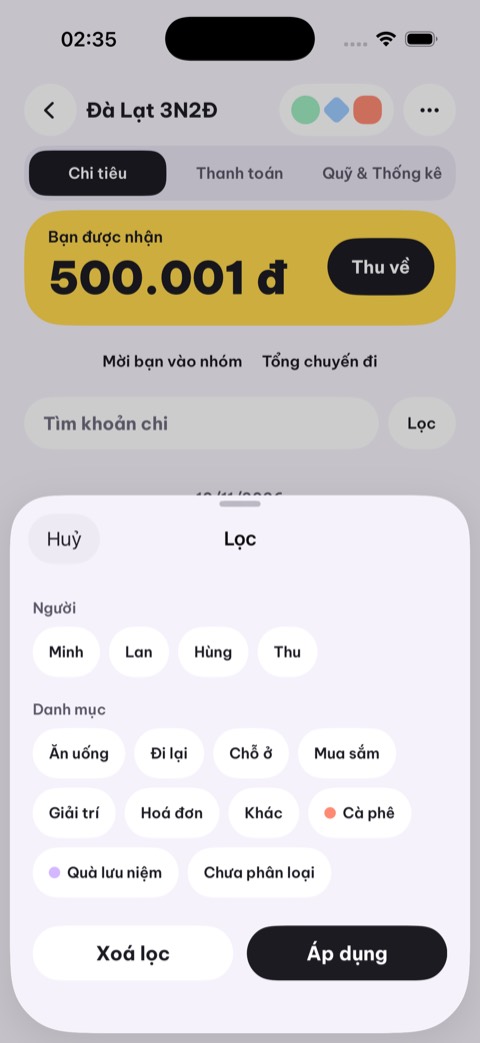 02:35
Đà Lạt 3N2Đ
Chi tiêu Thanh toán Quỹ & Thống kê
Bạn được nhận
500.001 đ
Thu về
Mời bạn vào nhóm Tổng chuyến đi
Tìm khoản chi
Lọc
Huỷ
Lọc
Người
Minh Lan Hùng Thu
Danh mục
Ăn uống Đi lại Chỗ ở Mua sắm
Giải trí Hoá đơn Khác Cà phê
Quà lưu niệm Chưa phân loại
Xoá lọc Áp dụng